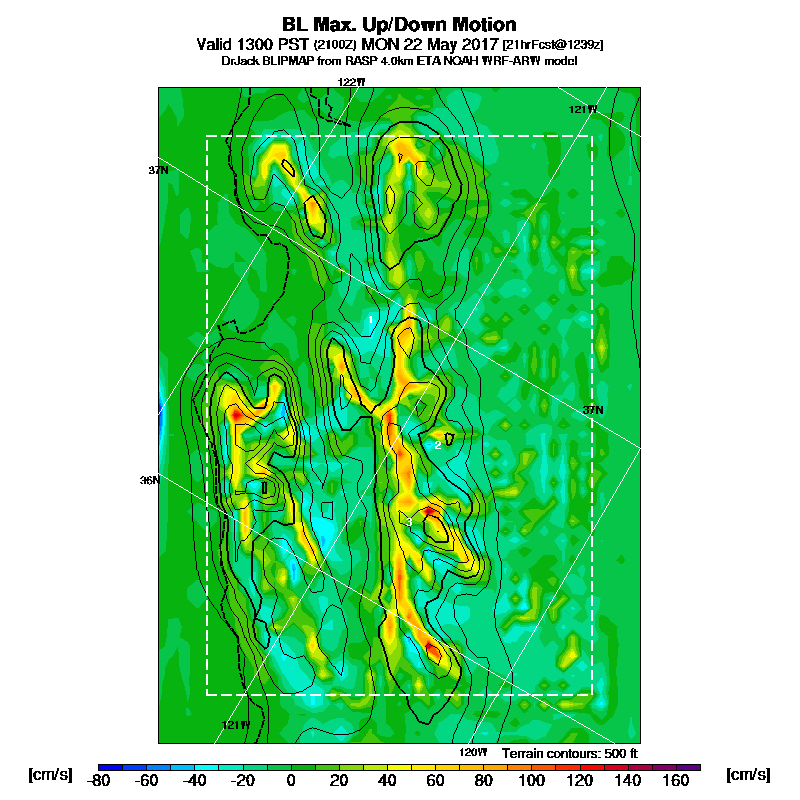 BL Max. Up/Down Motion
Valid 1300 PST (2100Z) MON 22 May 2017 [21hrFcst@1239z]
DrJack BLIPMAP from RASP 4.0km ETA NOAH WRF-ARW model
122W
121W
37N
1
37N
2
36N
3
121W
120W Terrain contours: 500 ft
[cm/s] -80 -60 -40 -20 0 20 40 60 80 100 120 140 160 [cm/s]